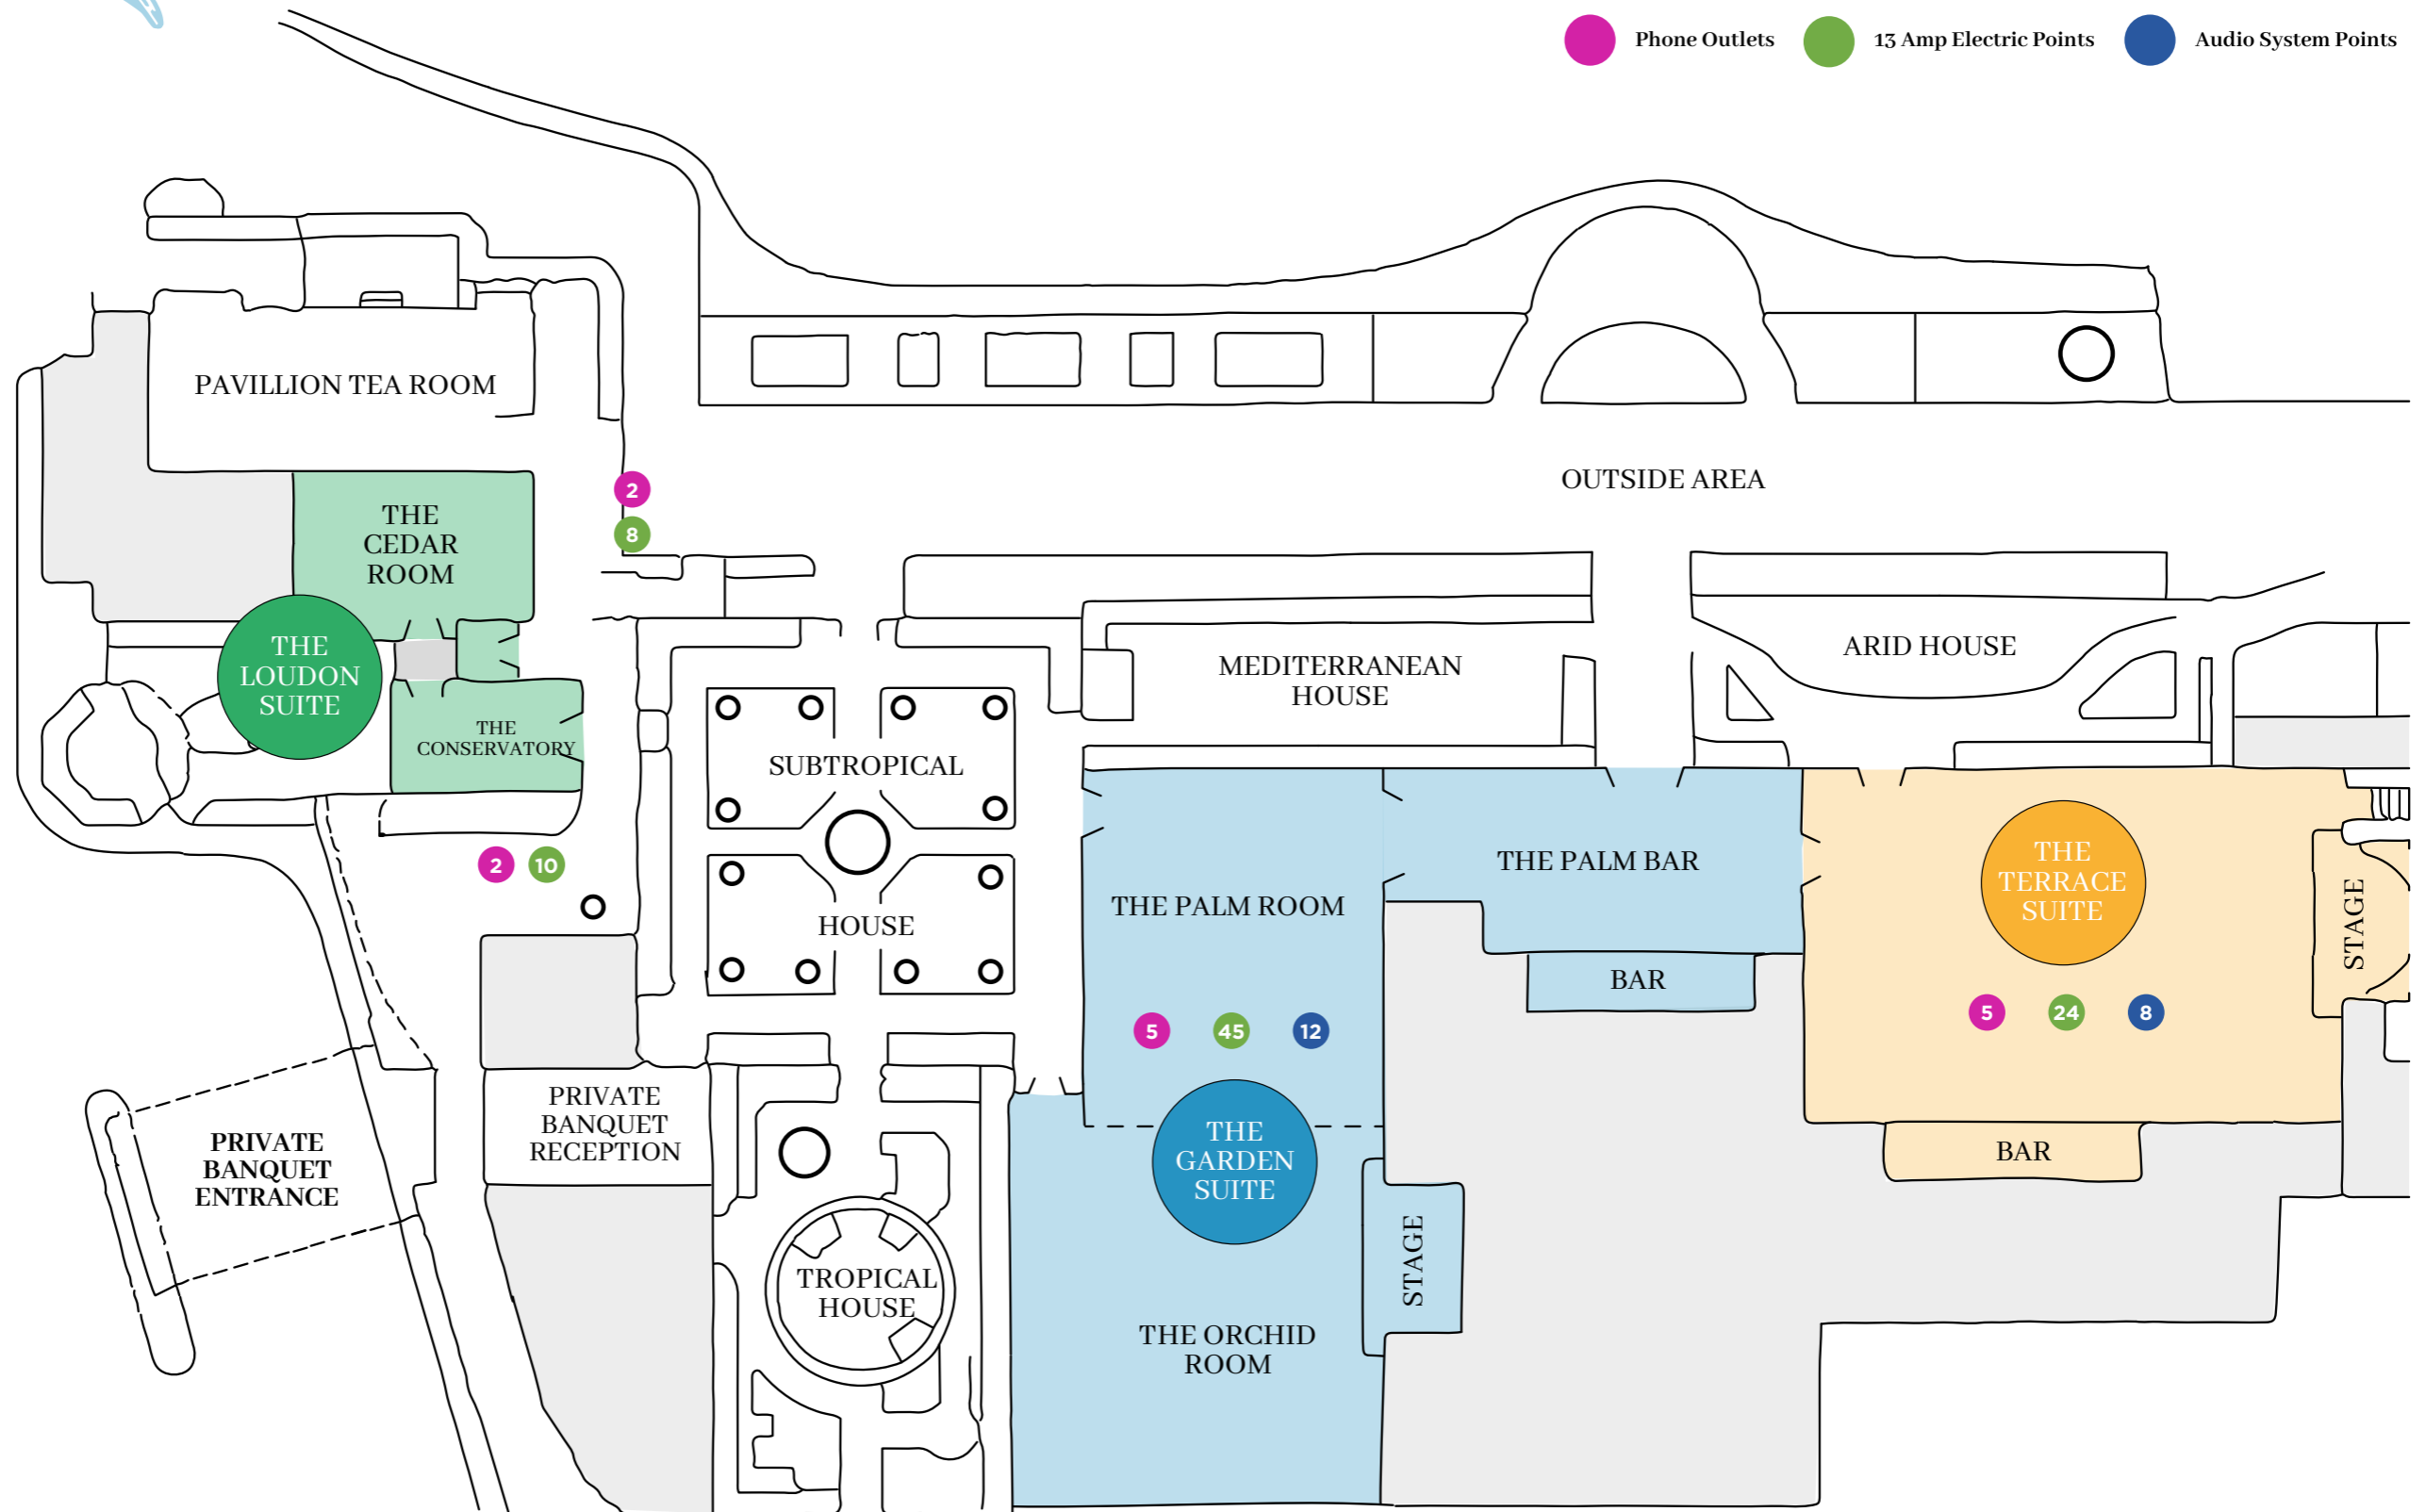 Phone Outlets
13 Amp Electric Points
Audio System Points
PAVILLION TEA ROOM
OUTSIDE AREA
2
8
THE
CEDAR
ROOM
THE
LOUDON
SUITE
THE
CONSERVATORY
2
10
MEDITERRANEAN
HOUSE
ARID HOUSE
SUBTROPICAL
HOUSE
THE PALM ROOM
5
45
12
THE PALM BAR
BAR
THE
TERRACE
SUITE
STAGE
5
24
8
BAR
PRIVATE
BANQUET
RECEPTION
PRIVATE
BANQUET
ENTRANCE
THE
GARDEN
SUITE
STAGE
TROPICAL
HOUSE
THE ORCHID
ROOM